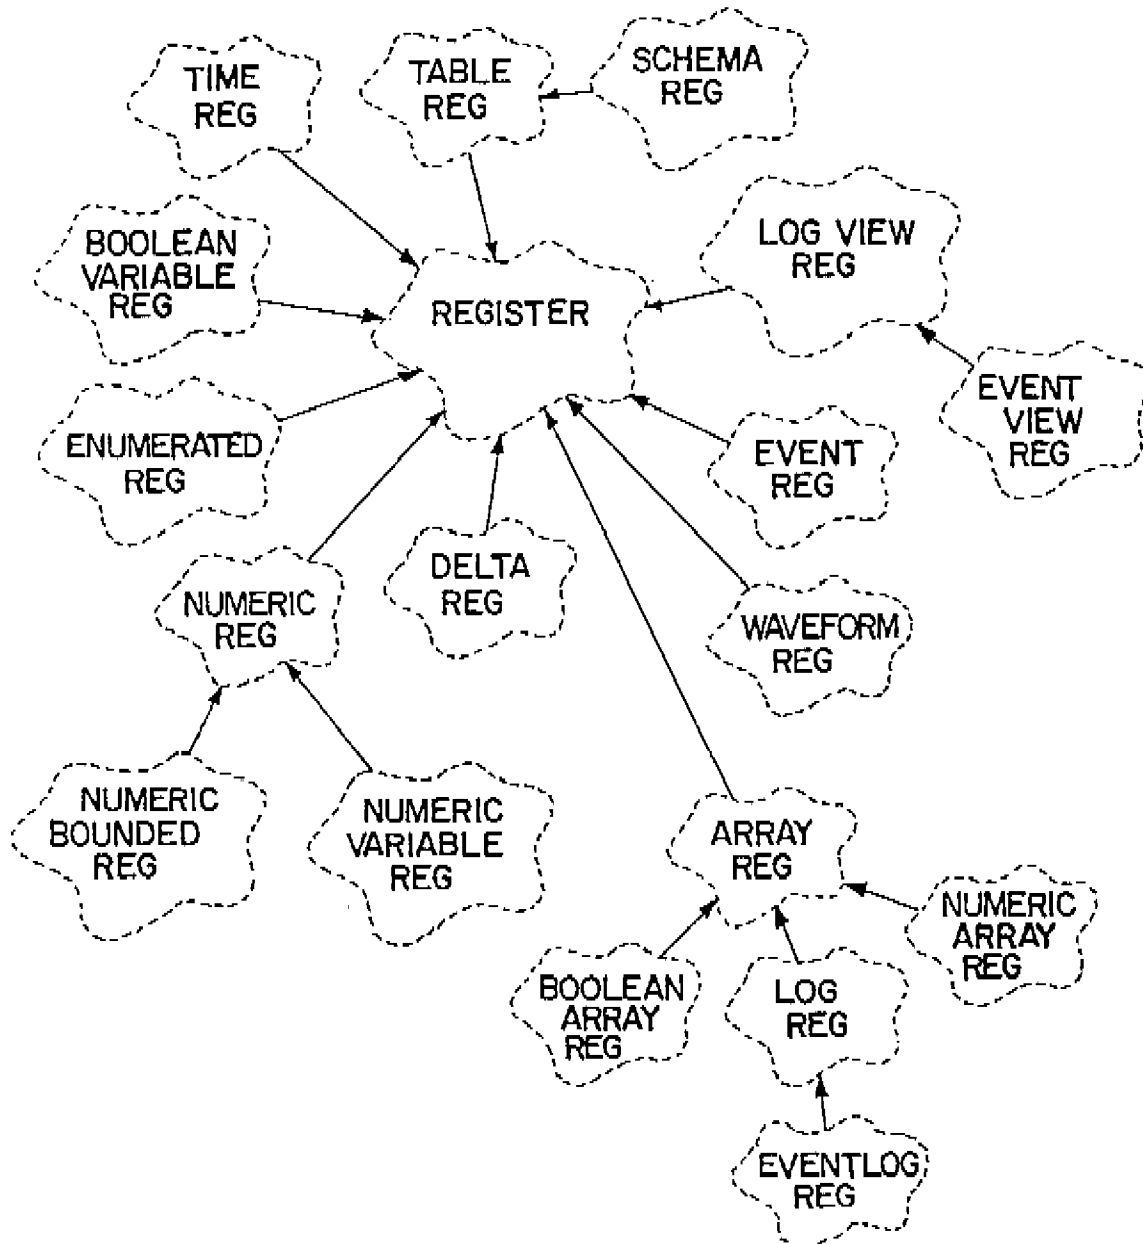 TIME
REG
TABLE
REG
SCHEMA
REG
BOOLEAN
VARIABLE
REG
REGISTER
LOG VIEW
REG
EVENT
VIEW
REG
ENUMERATED
REG
EVENT
REG
NUMERIC
REG
DELTA
REG
WAVEFORM
REG
NUMERIC
BOUNDED
REG
NUMERIC
VARIABLE
REG
ARRAY
REG
NUMERIC
ARRAY
REG
BOOLEAN
ARRAY
REG
LOG
REG
EVENTLOG
REG